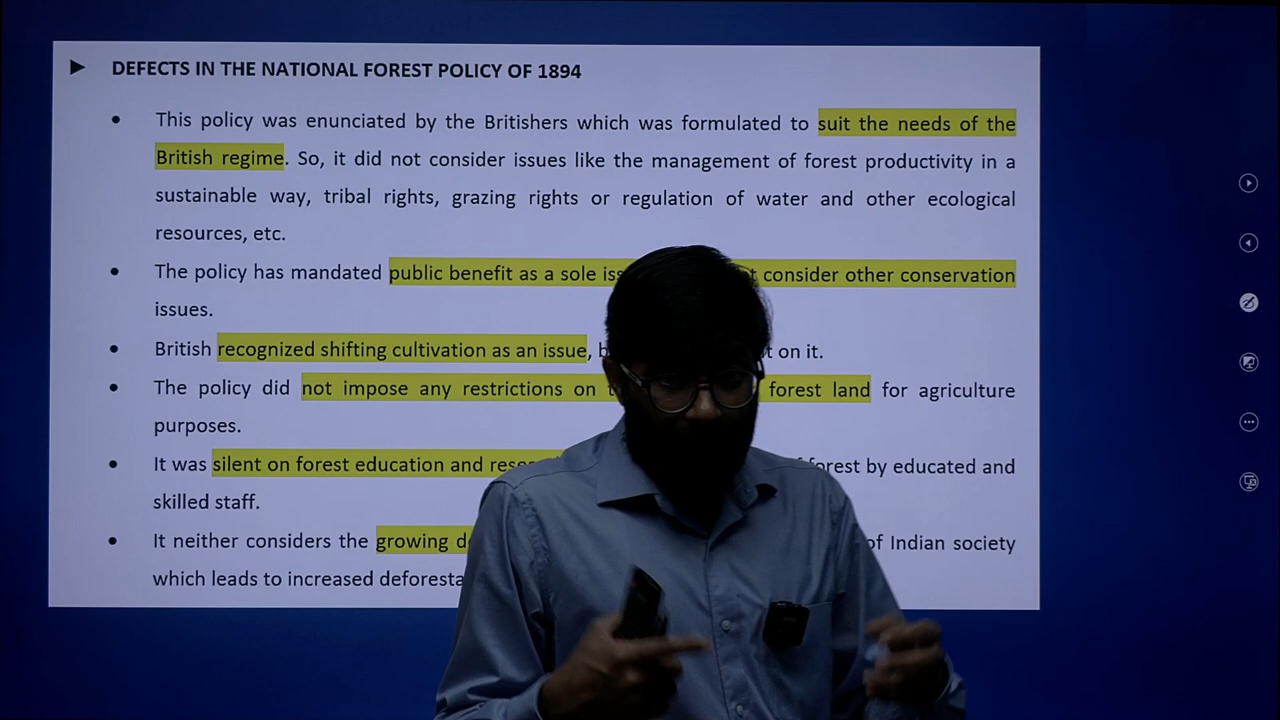 DEFECTS IN THE NATIONAL FOREST POLICY OF 1894
This policy was enunciated by the Britishers which was formulated to suit the needs of the
British regime. So, it did not consider issues like the management of forest productivity in a
sustainable way, tribal rights, grazing rights or regulation of water and other ecological
resources, etc.
The policy has mandated public benefit as a sole consider other conservation
issues.
British recognized shifting cultivation as an issue, on it.
The policy did not impose any restrictions on forest land for agriculture
purposes.
It was silent on forest education and forest by educated and
skilled staff.
It neither considers the growing of Indian society
which leads to increased